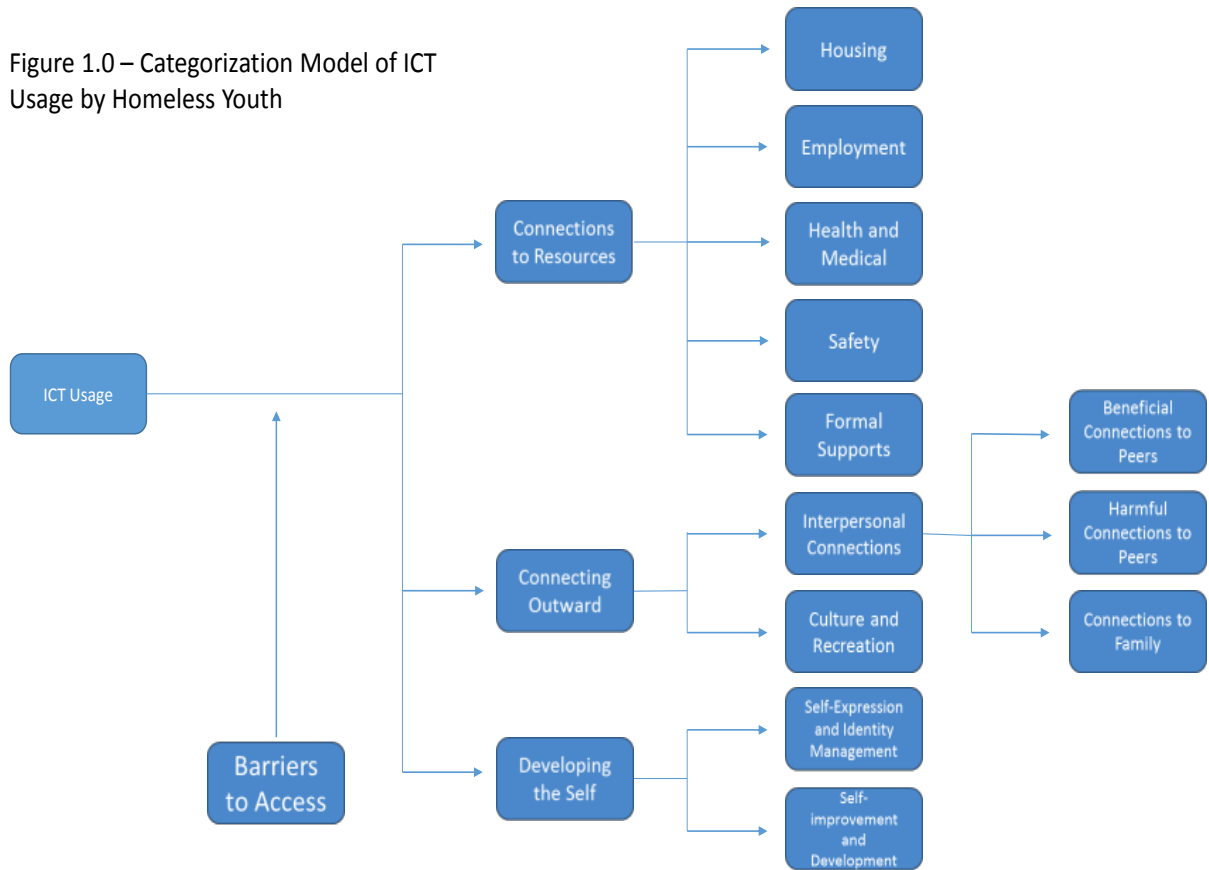 Figure 1.0 – Categorization Model of ICT
Usage by Homeless Youth
ICT Usage
Barriers
to Access
Connections
to Resources
Housing
Employment
Health and
Medical
Safety
Formal
Supports
Connecting
Outward
Interpersonal
Connections
Beneficial
Connections to
Peers
Harmful
Connections to
Peers
Connections to
Family
Culture and
Recreation
Developing
the Self
Self-Expression
and Identity
Management
Self-
improvement
and
Development